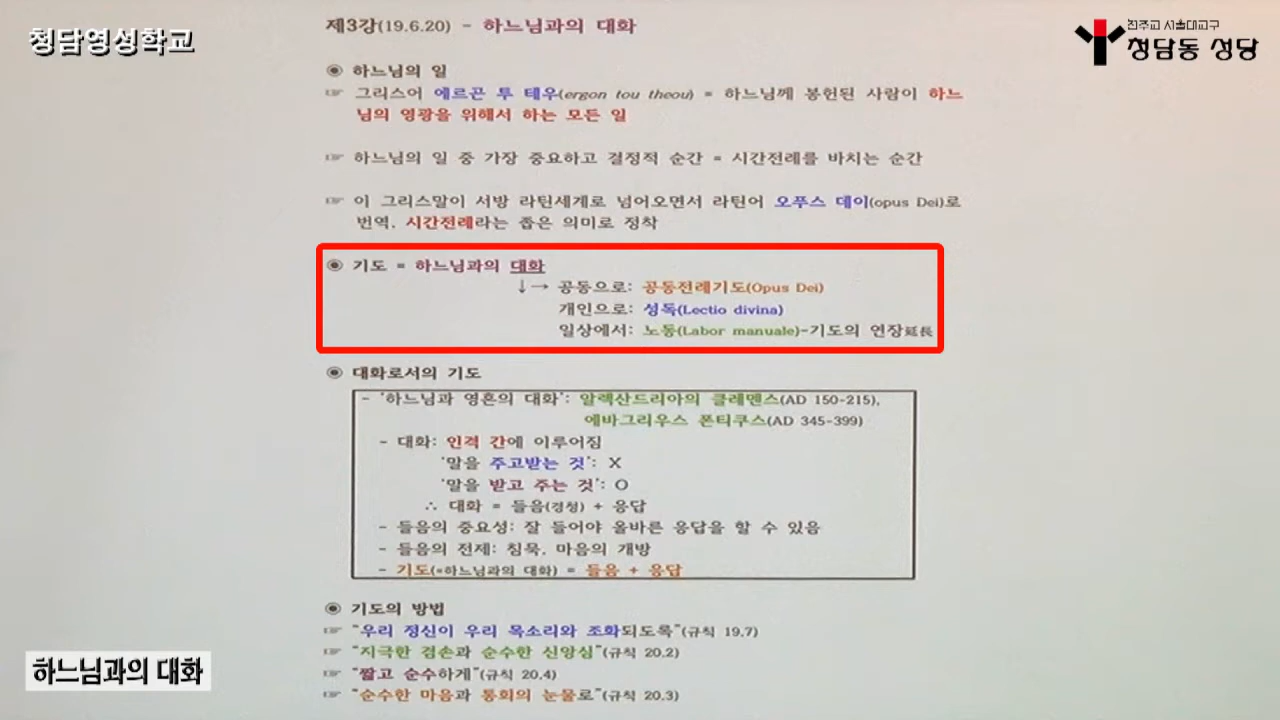 청담영성학교
천주교 서울대교구
청담동 성당
제3강(19.6.20) - 하느님과의 대화
◉ 하느님의 일
☞ 그리스어 에르곤 투 테우(ergon tou theou) = 하느님께 봉헌된 사람이 하느
님의 영광을 위해서 하는 모든 일
☞ 하느님의 일 중 가장 중요하고 결정적 순간 = 시간전례를 바치는 순간
☞ 이 그리스말이 서방 라틴세계로 넘어오면서 라틴어 오푸스 데이(opus Dei)로
번역, 시간전례라는 좁은 의미로 정착
◉ 기도 = 하느님과의 대화
↓→ 공동으로: 공동전례기도(Opus Dei)
개인으로: 성독(Lectio divina)
일상에서: 노동(Labor manuale)-기도의 연장延長
◉ 대화로서의 기도
- '하느님과 영혼의 대화': 알렉산드리아의 클레멘스(AD 150-215),
에바그리우스 폰티쿠스(AD 345-399)
- 대화: 인격 간에 이루어짐
'말을 주고받는 것': X
'말을 받고 주는 것': O
∴ 대화 = 들음(경청) + 응답
- 들음의 중요성: 잘 들어야 올바른 응답을 할 수 있음
- 들음의 전제: 침묵, 마음의 개방
- 기도(=하느님과의 대화) = 들음 + 응답
◉ 기도의 방법
☞ "우리 정신이 우리 목소리와 조화되도록"(규칙 19.7)
☞ "지극한 겸손과 순수한 신앙심"(규칙 20.2)
☞ "짧고 순수하게"(규칙 20.4)
☞ "순수한 마음과 통회의 눈물로"(규칙 20.3)
하느님과의 대화